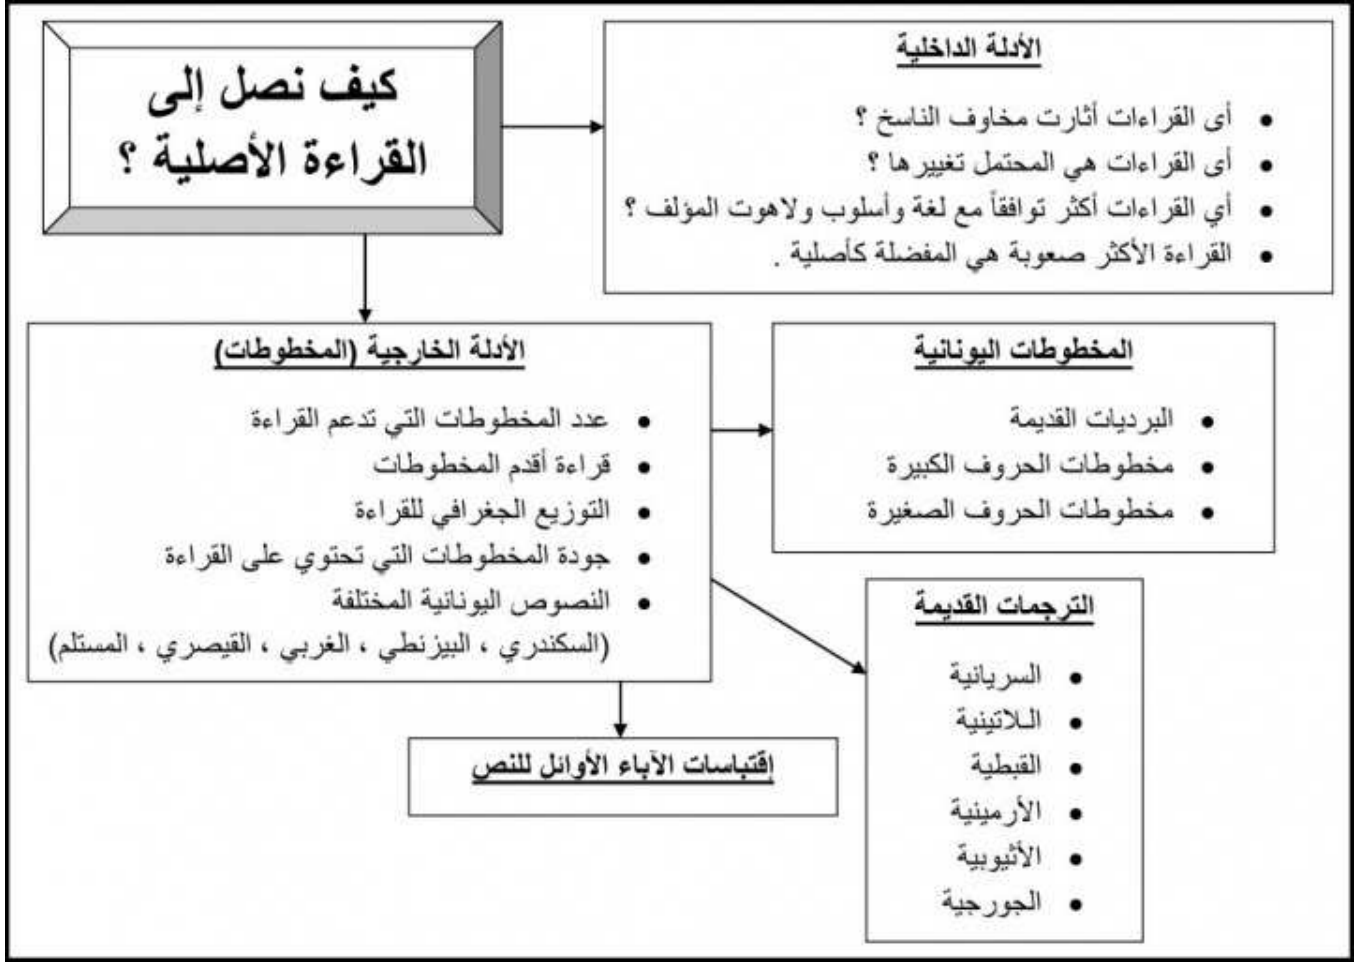 كيف نصل إلى
القراءة الأصلية ؟
الأدلة الداخلية
• أى القراءات أثارت مخاوف الناسخ ؟
• أى القراءات هي المحتمل تغييرها ؟
• أي القراءات أكثر توافقاً مع لغة وأسلوب ولاهوت المؤلف ؟
• القراءة الأكثر صعوبة هي المفضلة كأصلية .
الأدلة الخارجية (المخطوطات)
• عدد المخطوطات التي تدعم القراءة
• قراءة أقدم المخطوطات
• التوزيع الجغرافي للقراءة
• جودة المخطوطات التي تحتوي على القراءة
• النصوص اليونانية المختلفة
(السكندري ، البيزنطي ، الغربي ، القيصري ، المستلم)
المخطوطات اليونانية
• البرديات القديمة
• مخطوطات الحروف الكبيرة
• مخطوطات الحروف الصغيرة
الترجمات القديمة
• السريانية
• اللاتينية
• القبطية
• الأرمينية
• الأثيوبية
• الجورجية
إقتباسات الآباء الأوائل للنص